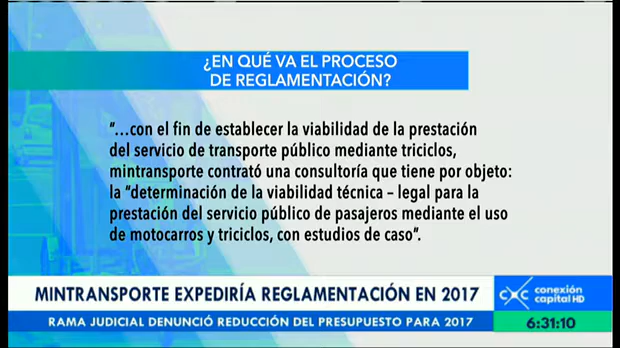 ¿EN QUÉ VA EL PROCESO
DE REGLAMENTACIÓN?
“...con el fin de establecer la viabilidad de la prestación
del servicio de transporte público mediante triciclos,
mintransporte contrató una consultoría que tiene por objeto:
la “determinación de la viabilidad técnica – legal para la
prestación del servicio público de pasajeros mediante el uso
de motocarros y triciclos, con estudios de caso”.
MINTRANSPORTE EXPEDIRÍA REGLAMENTACIÓN EN 2017
conexión
capital HD
RAMA JUDICIAL DENUNCIÓ REDUCCIÓN DEL PRESUPUESTO PARA 2017
6:31:10